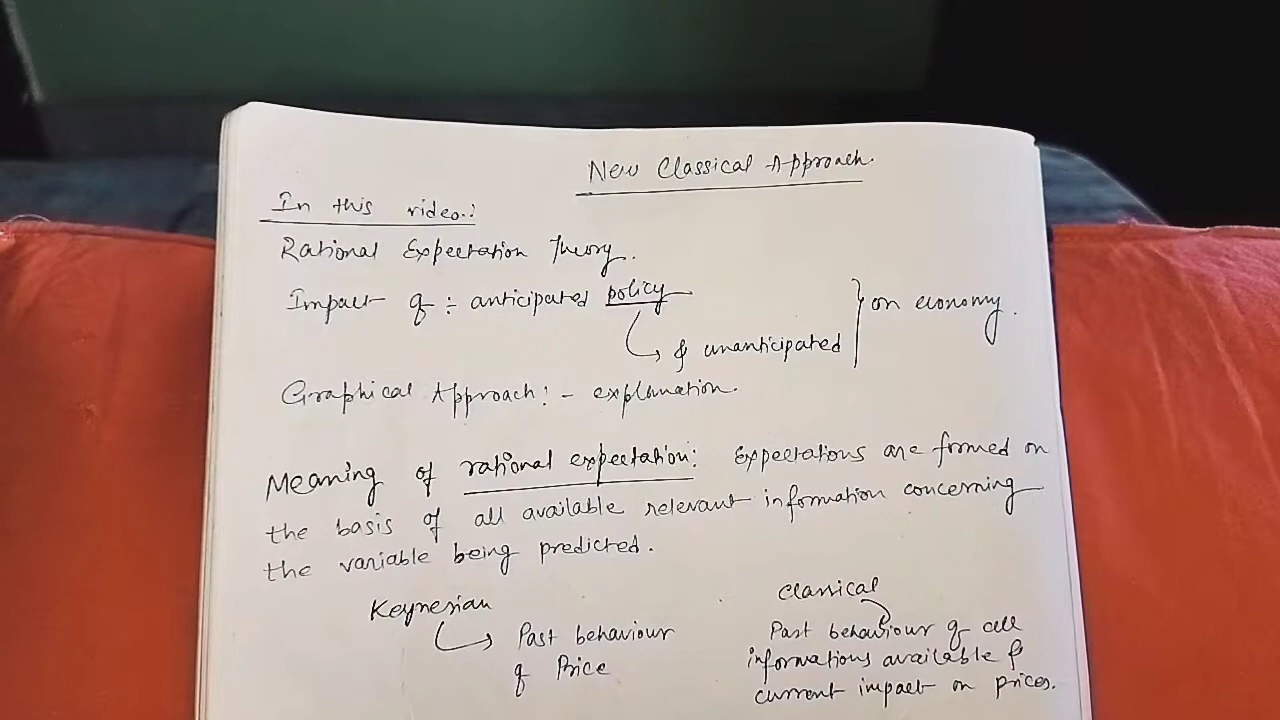 New Classical Approach.
In this video.:
Rational Expectation Theory.
Impact of ÷ anticipated policy
& unanticipated } on economy.
Graphical Approach: - explanation.
Meaning of rational expectation: Expectations are formed on
the basis of all available relevant information concerning
the variable being predicted.
Keynesian
Past behaviour
of Price
Classical
Past behaviour of all
informations available &
current impact on prices.